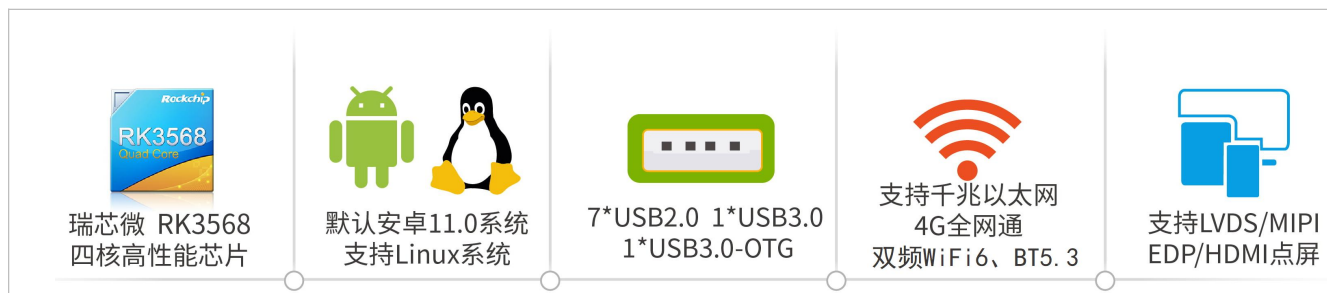 Rockchip
RK3568
Quad Core
瑞芯微 RK3568
四核高性能芯片
默认安卓11.0系统
支持Linux系统
7*USB2.0 1*USB3.0
1*USB3.0-OTG
支持千兆以太网
4G全网通
双频WiFi6、BT5.3
支持LVDS/MIPI
EDP/HDMI点屏